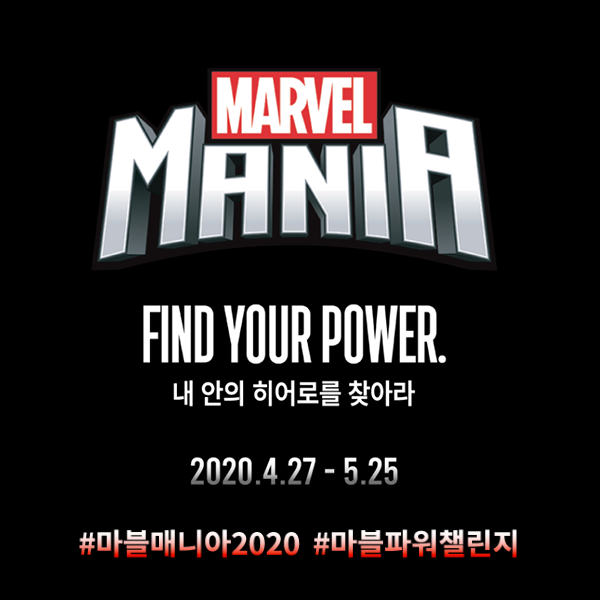 MARVEL
MANIA
FIND YOUR POWER.
내 안의 히어로를 찾아라
2020.4.27 - 5.25
#마블매니아2020 #마블파워챌린지